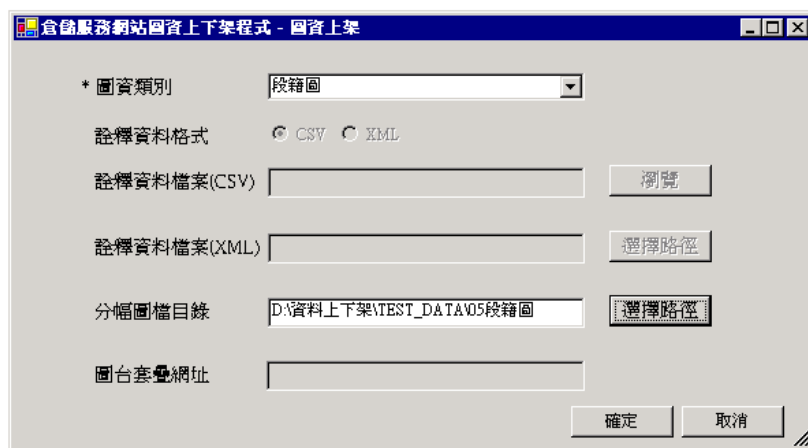 倉儲服務網站圖資上下架程式 - 圖資上架
* 圖資類別 段籍圖
詮釋資料格式 CSV XML
詮釋資料檔案(CSV) 瀏覽
詮釋資料檔案(XML) 選擇路徑
分幅圖檔目錄 D:\資料上下架\TEST_DATA\05段籍圖 選擇路徑
圖台套疊網址
確定 取消